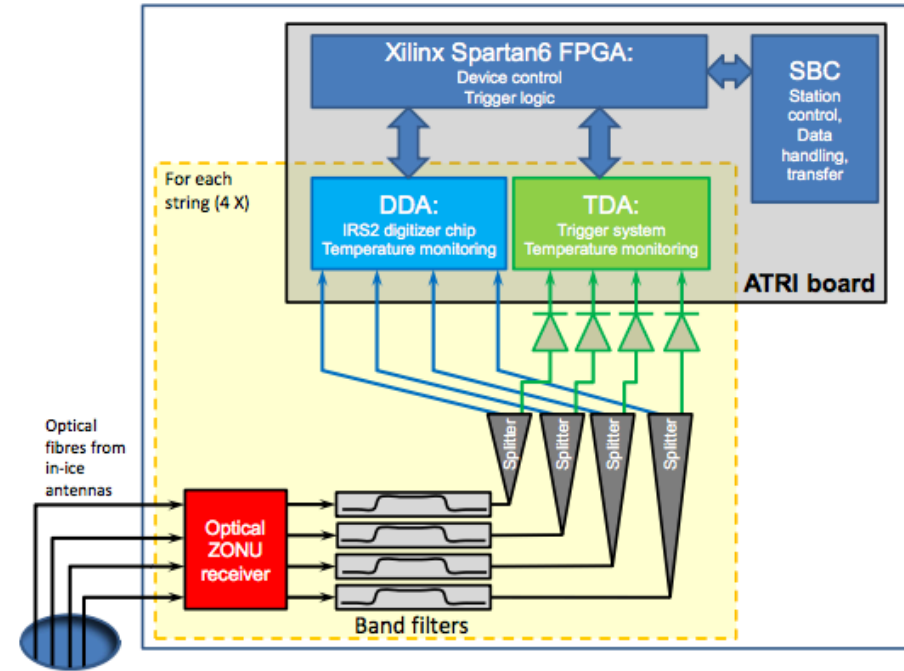 Xilinx Spartan6 FPGA:
Device control
Trigger logic
SBC
Station
control,
Data
handling,
transfer
For each
string (4 X)
DDA:
IRS2 digitizer chip
Temperature monitoring
TDA:
Trigger system
Temperature monitoring
ATRI board
Splitter
Splitter
Splitter
Splitter
Optical
fibres from
in-ice
antennas
Optical
ZONU
receiver
Band filters